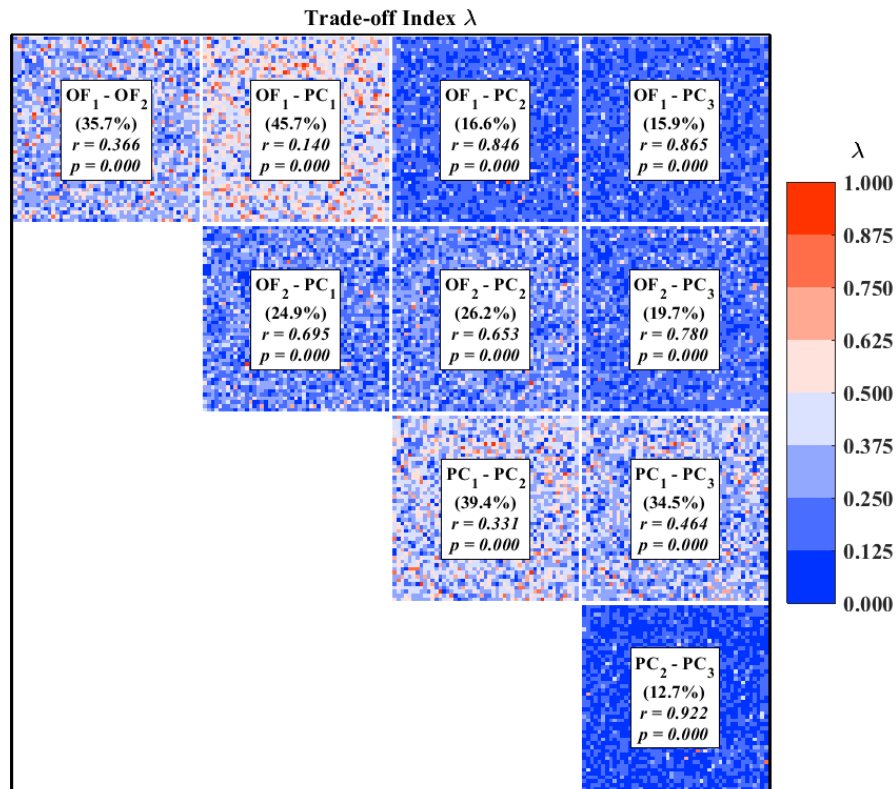 Trade-off Index λ
OF₁ - OF₂
(35.7%)
r = 0.366
p = 0.000
OF₁ - PC₁
(45.7%)
r = 0.140
p = 0.000
OF₁ - PC₂
(16.6%)
r = 0.846
p = 0.000
OF₁ - PC₃
(15.9%)
r = 0.865
p = 0.000
OF₂ - PC₁
(24.9%)
r = 0.695
p = 0.000
OF₂ - PC₂
(26.2%)
r = 0.653
p = 0.000
OF₂ - PC₃
(19.7%)
r = 0.780
p = 0.000
PC₁ - PC₂
(39.4%)
r = 0.331
p = 0.000
PC₁ - PC₃
(34.5%)
r = 0.464
p = 0.000
PC₂ - PC₃
(12.7%)
r = 0.922
p = 0.000
λ
1.000
0.875
0.750
0.625
0.500
0.375
0.250
0.125
0.000